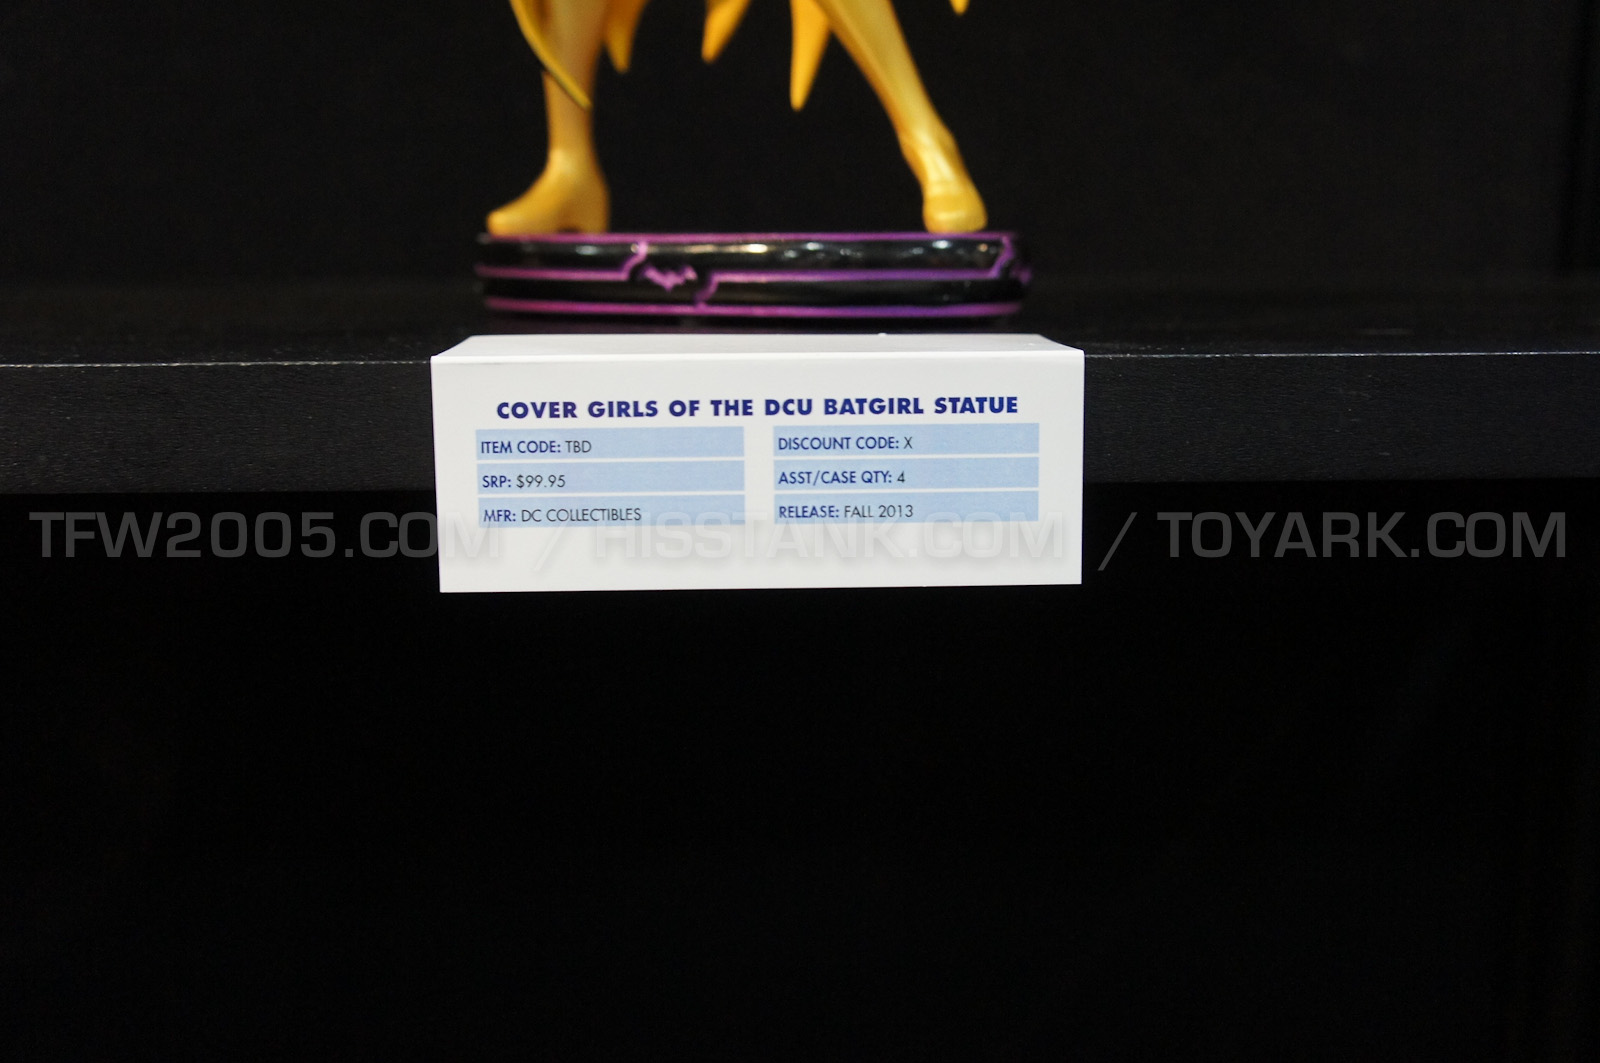 COVER GIRLS OF THE DCU BATGIRL STATUE
ITEM CODE: TBD
DISCOUNT CODE: X
SRP: $99.95
ASST/CASE QTY: 4
MFR: DC COLLECTIBLES
RELEASE: FALL 2013
TFW2005.COM / HISSTANK.COM / TOYARK.COM